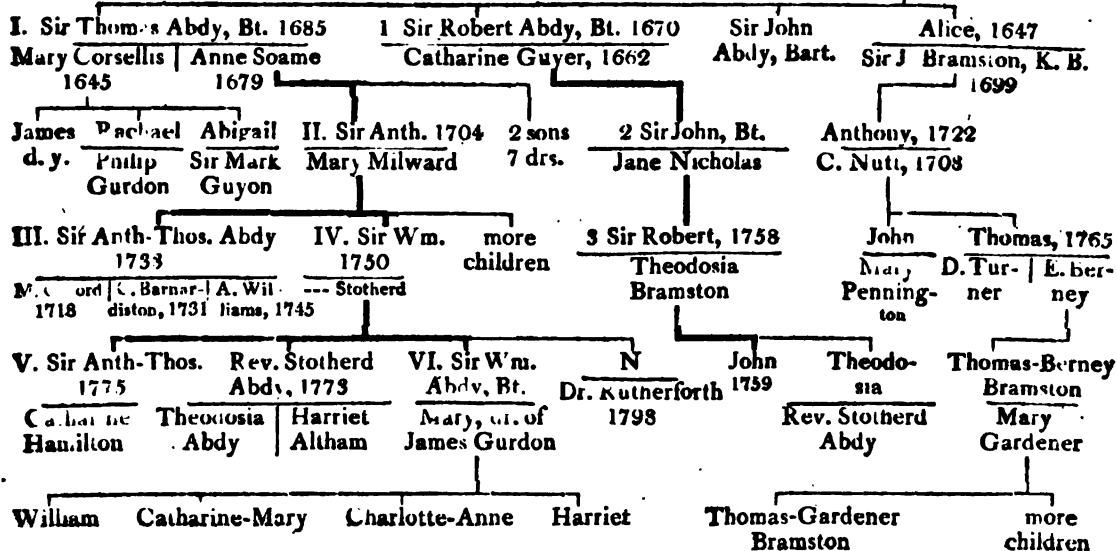 I. Sir Thomas Abdy, Bt. 1685 1 Sir Robert Abdy, Bt. 1670 Sir John Alice, 1647
Mary Corsellis Anne Soame Catharine Guyer, 1662 Abdy, Bart. Sir J Bramston, K. B.
1645 1679 1699
James Rachael Abigail II. Sir Anth. 1704 2 sons 2 Sir John, Bt. Anthony, 1722
d. y. Philip Sir Mark Mary Milward 7 drs. Jane Nicholas C. Nutt, 1708
Gurdon Guyon
III. Sir Anth-Thos. Abdy IV. Sir Wm. more 3 Sir Robert, 1758 John Thomas, 1765
1733 1750 children Theodosia Mary D. Tur- E. Ber-
M. C. Barnar- A. Wil- --- Stotherd Bramston Penning- ner ney
1718 diston, 1731 liams, 1745 ton
V. Sir Anth-Thos. Rev. Stotherd VI. Sir Wm. N John Theodo- Thomas-Berney
1775 Abdy, 1773 Abdy, Bt. Dr. Rutherforth 1759 sia Bramston
Catharine Theodosia Harriet Mary, dr. of 1798 Rev. Stotherd Mary
Hamilton Abdy Altham James Gurdon Abdy Gardener
William Catharine-Mary Charlotte-Anne Harriet Thomas-Gardener more
Bramston children